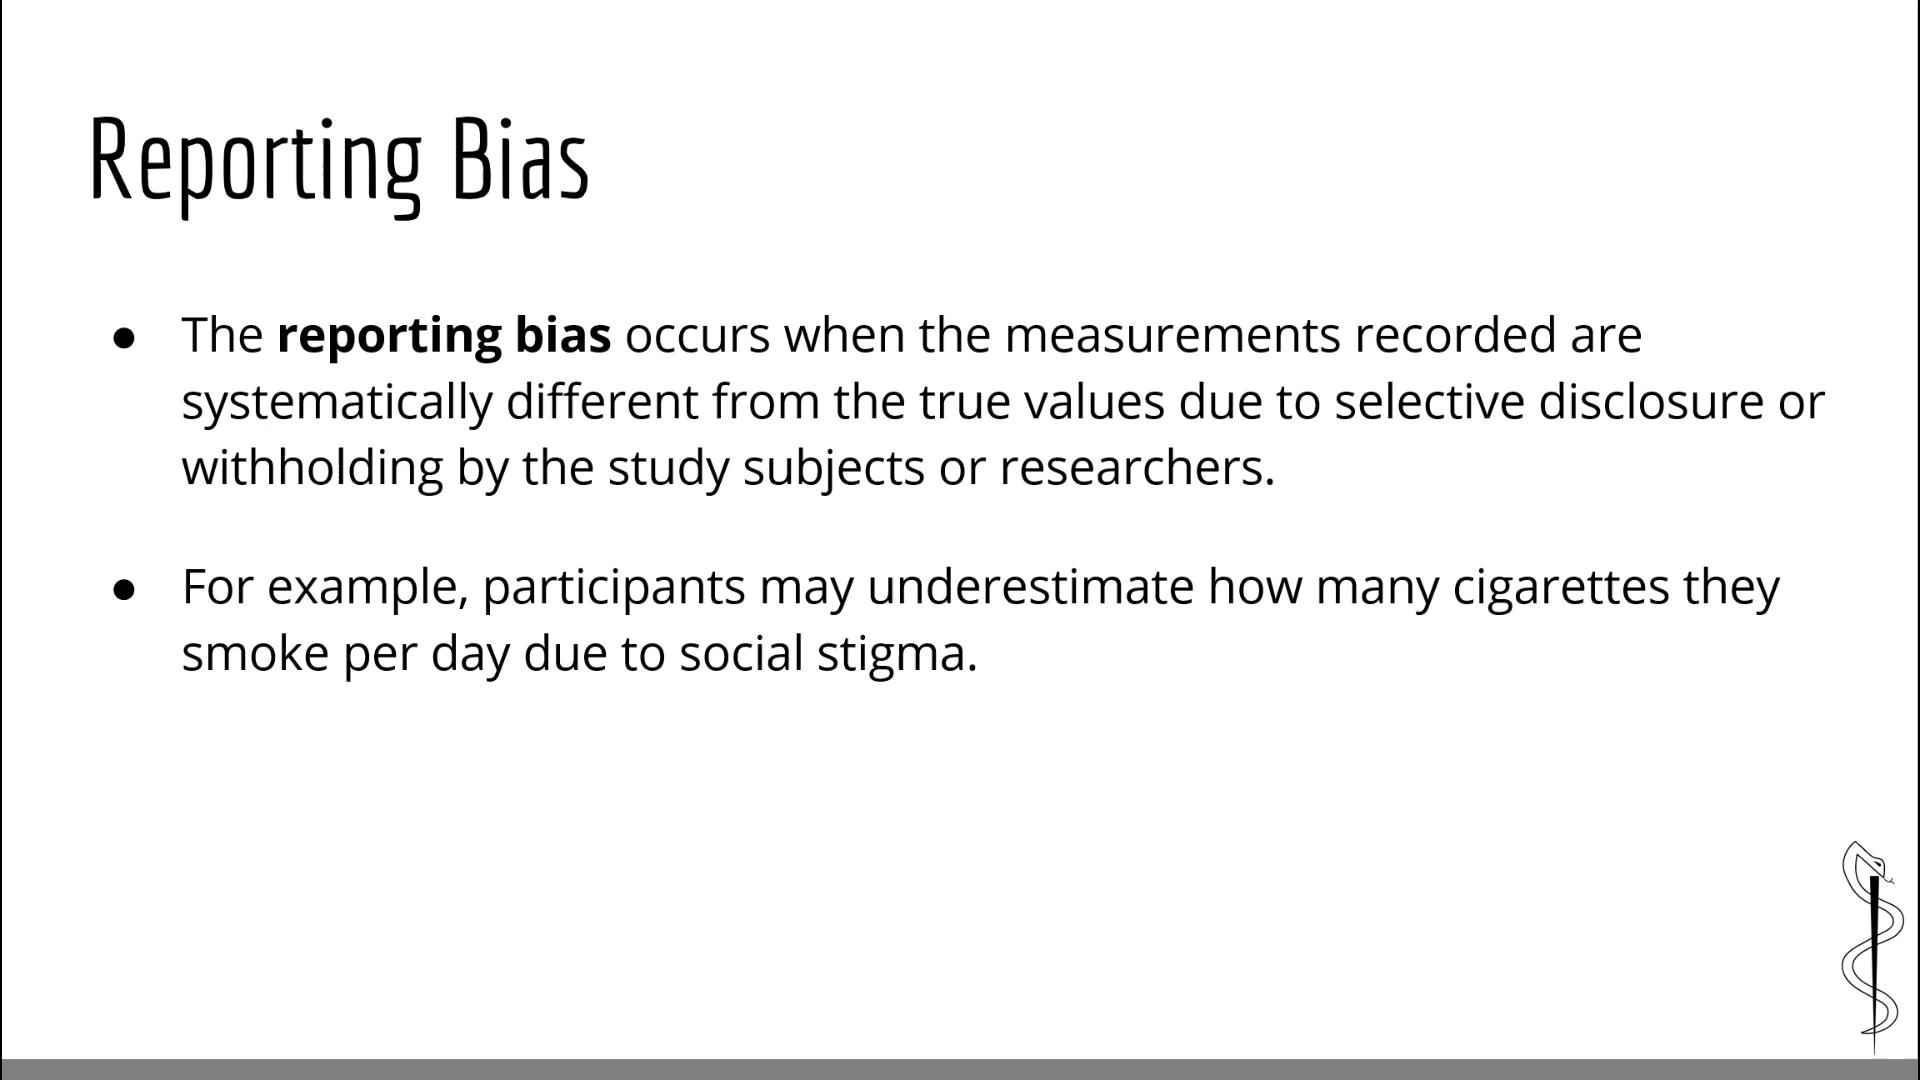 Reporting Bias
● The reporting bias occurs when the measurements recorded are
systematically different from the true values due to selective disclosure or
withholding by the study subjects or researchers.
● For example, participants may underestimate how many cigarettes they
smoke per day due to social stigma.